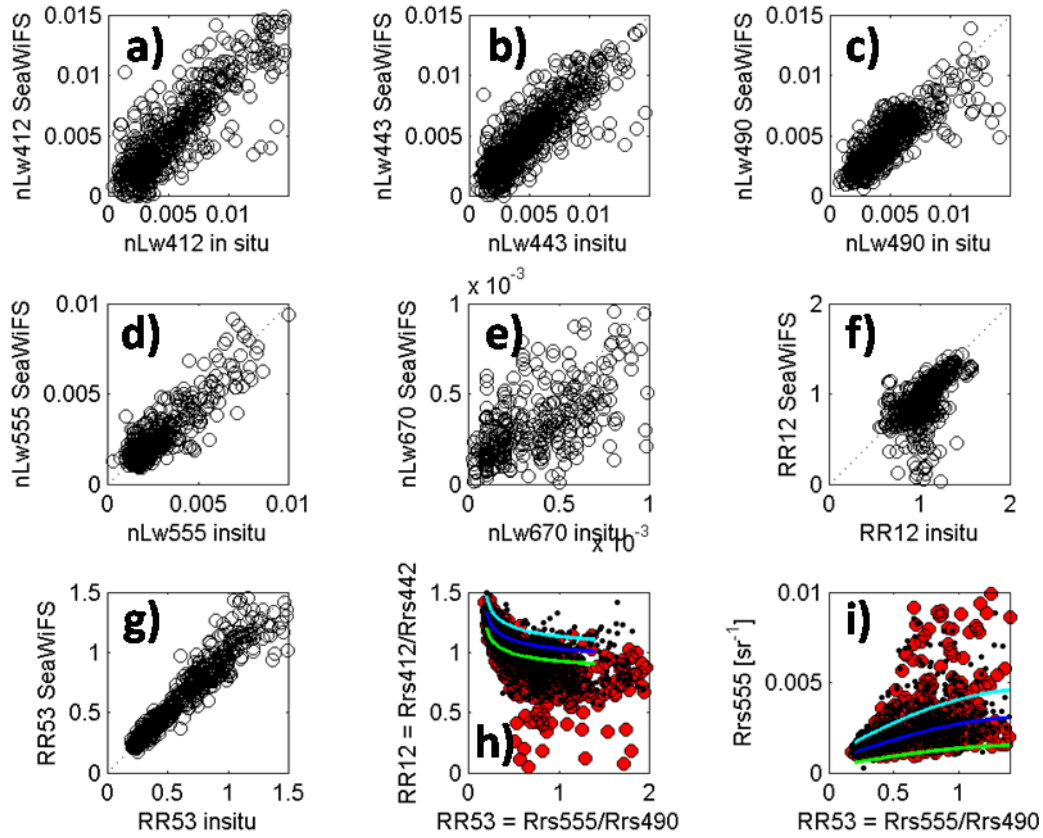 a)
0.015
0.01
0.005
0
nLw412 SeaWiFS
0 0.005 0.01
nLw412 in situ
b)
0.015
0.01
0.005
0
nLw443 SeaWiFS
0 0.005 0.01
nLw443 insitu
c)
0.015
0.01
0.005
0
nLw490 SeaWiFS
0 0.005 0.01
nLw490 in situ
d)
0.01
0.005
0
nLw555 SeaWiFS
0 0.005 0.01
nLw555 insitu
e)
x 10-3
1
0.5
0
nLw670 SeaWiFS
0 0.5 1
nLw670 insitu
x 10-3
f)
2
1
0
RR12 SeaWiFS
0 1 2
RR12 insitu
g)
1.5
1
0.5
0
RR53 SeaWiFS
0 0.5 1 1.5
RR53 insitu
h)
1.5
1
0.5
0
RR12 = Rrs412/Rrs442
0 1 2
RR53 = Rrs555/Rrs490
i)
0.01
0.005
0
Rrs555 [sr-1]
0 0.5 1
RR53 = Rrs555/Rrs490